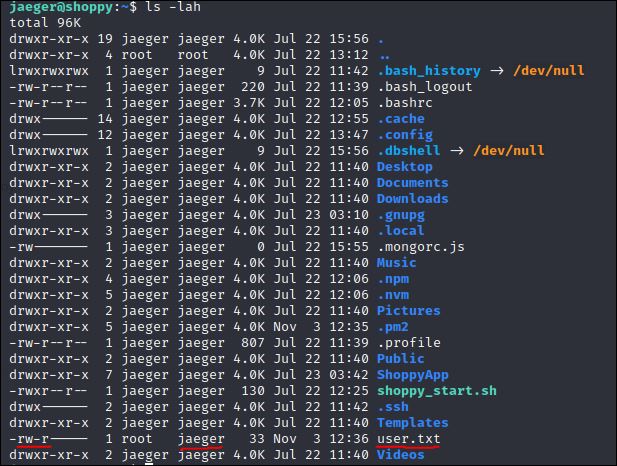 jaeger@shoppy:~$ ls -lah
total 96K
drwxr-xr-x 19 jaeger jaeger 4.0K Jul 22 15:56 .
drwxr-xr-x  4 root   root   4.0K Jul 22 13:12 ..
lrwxrwxrwx  1 jaeger jaeger    9 Jul 22 11:42 .bash_history -> /dev/null
-rw-r--r--  1 jaeger jaeger  220 Jul 22 11:39 .bash_logout
-rw-r--r--  1 jaeger jaeger 3.7K Jul 22 12:05 .bashrc
drwx------ 14 jaeger jaeger 4.0K Jul 22 12:55 .cache
drwx------ 12 jaeger jaeger 4.0K Jul 22 13:47 .config
lrwxrwxrwx  1 jaeger jaeger    9 Jul 22 15:56 .dbshell -> /dev/null
drwxr-xr-x  2 jaeger jaeger 4.0K Jul 22 11:40 Desktop
drwxr-xr-x  2 jaeger jaeger 4.0K Jul 22 11:40 Documents
drwxr-xr-x  2 jaeger jaeger 4.0K Jul 22 11:40 Downloads
drwx------  3 jaeger jaeger 4.0K Jul 23 03:10 .gnupg
drwxr-xr-x  3 jaeger jaeger 4.0K Jul 22 11:40 .local
-rw-------  1 jaeger jaeger    0 Jul 22 15:55 .mongorc.js
drwxr-xr-x  2 jaeger jaeger 4.0K Jul 22 11:40 Music
drwxr-xr-x  4 jaeger jaeger 4.0K Jul 22 12:06 .npm
drwxr-xr-x  5 jaeger jaeger 4.0K Jul 22 12:06 .nvm
drwxr-xr-x  2 jaeger jaeger 4.0K Jul 22 11:40 Pictures
drwxr-xr-x  5 jaeger jaeger 4.0K Nov  3 12:35 .pm2
-rw-r--r--  1 jaeger jaeger  807 Jul 22 11:39 .profile
drwxr-xr-x  2 jaeger jaeger 4.0K Jul 22 11:40 Public
drwxr-xr-x  7 jaeger jaeger 4.0K Jul 23 03:42 ShoppyApp
-rwxr--r--  1 jaeger jaeger  130 Jul 22 12:25 shoppy_start.sh
drwx------  2 jaeger jaeger 4.0K Jul 22 11:42 .ssh
drwxr-xr-x  2 jaeger jaeger 4.0K Jul 22 11:40 Templates
-rw-r-----  1 root   jaeger   33 Nov  3 12:36 user.txt
drwxr-xr-x  2 jaeger jaeger 4.0K Jul 22 11:40 Videos